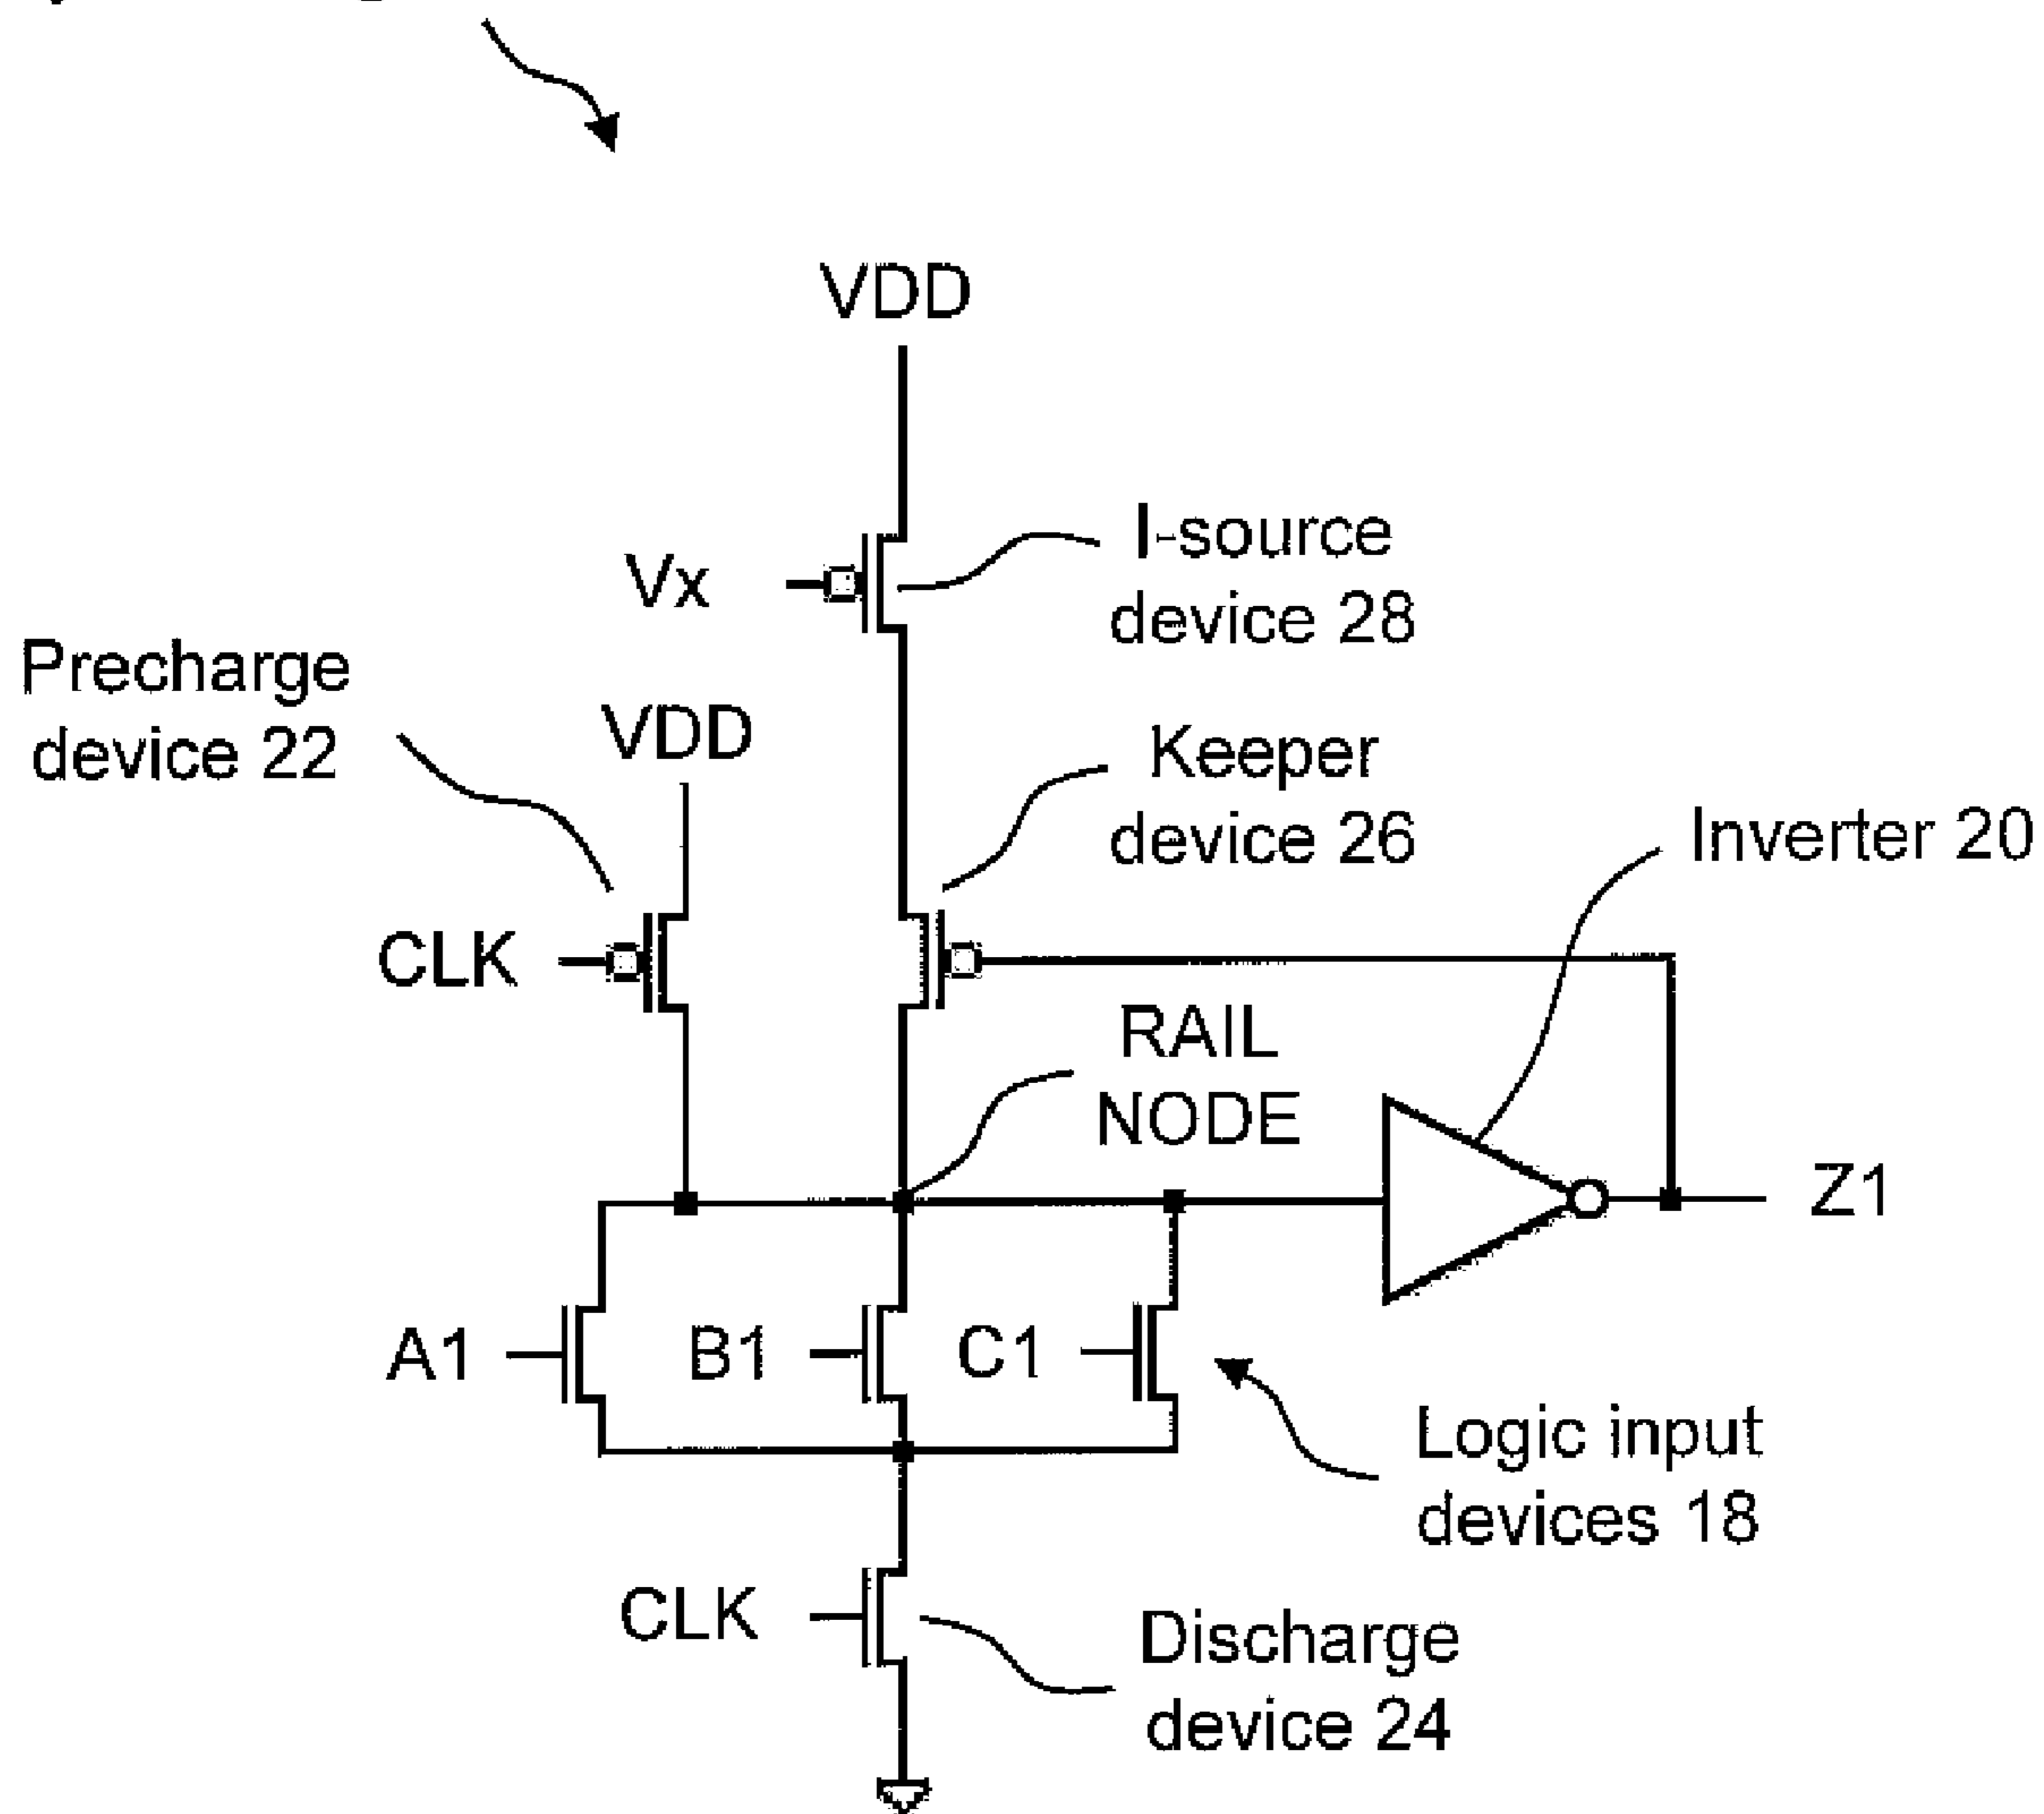 VDD
Vx
I-source
device 28
Precharge
device 22
VDD
Keeper
device 26
Inverter 20
CLK
RAIL
NODE
Z1
A1
B1
C1
Logic input
devices 18
CLK
Discharge
device 24